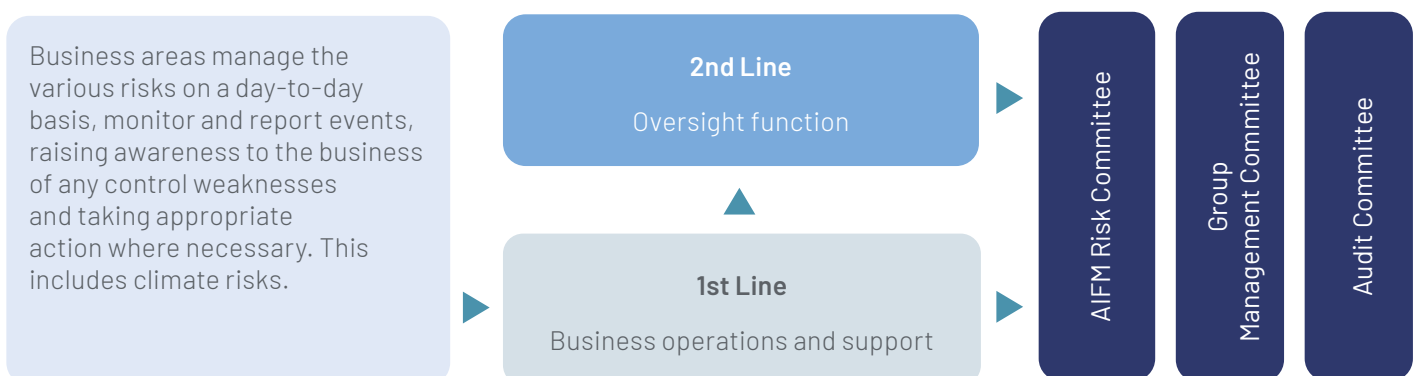 Business areas manage the
various risks on a day-to-day
basis, monitor and report events,
raising awareness to the business
of any control weaknesses
and taking appropriate
action where necessary. This
includes climate risks.
2nd Line
Oversight function
1st Line
Business operations and support
AIFM Risk Committee
Group
Management Committee
Audit Committee